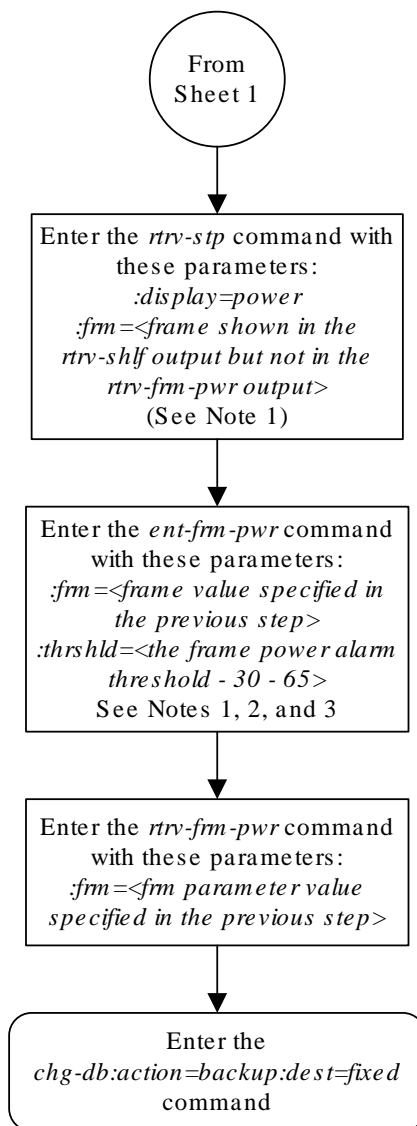 From
Sheet 1
Enter the rtrv-stp command with
these parameters:
:display=power
:frm=<frame shown in the
rtrv-shlf output but not in the
rtrv-frm-pwr output>
(See Note 1)
Enter the ent-frm-pwr command
with these parameters:
:frm=<frame value specified in
the previous step>
:thrshld=<the frame power alarm
threshold - 30 - 65>
See Notes 1, 2, and 3
Enter the rtrv-frm-pwr command
with these parameters:
:frm=<frm parameter value
specified in the previous step>
Enter the
chg-db:action=backup:dest=fixed
command